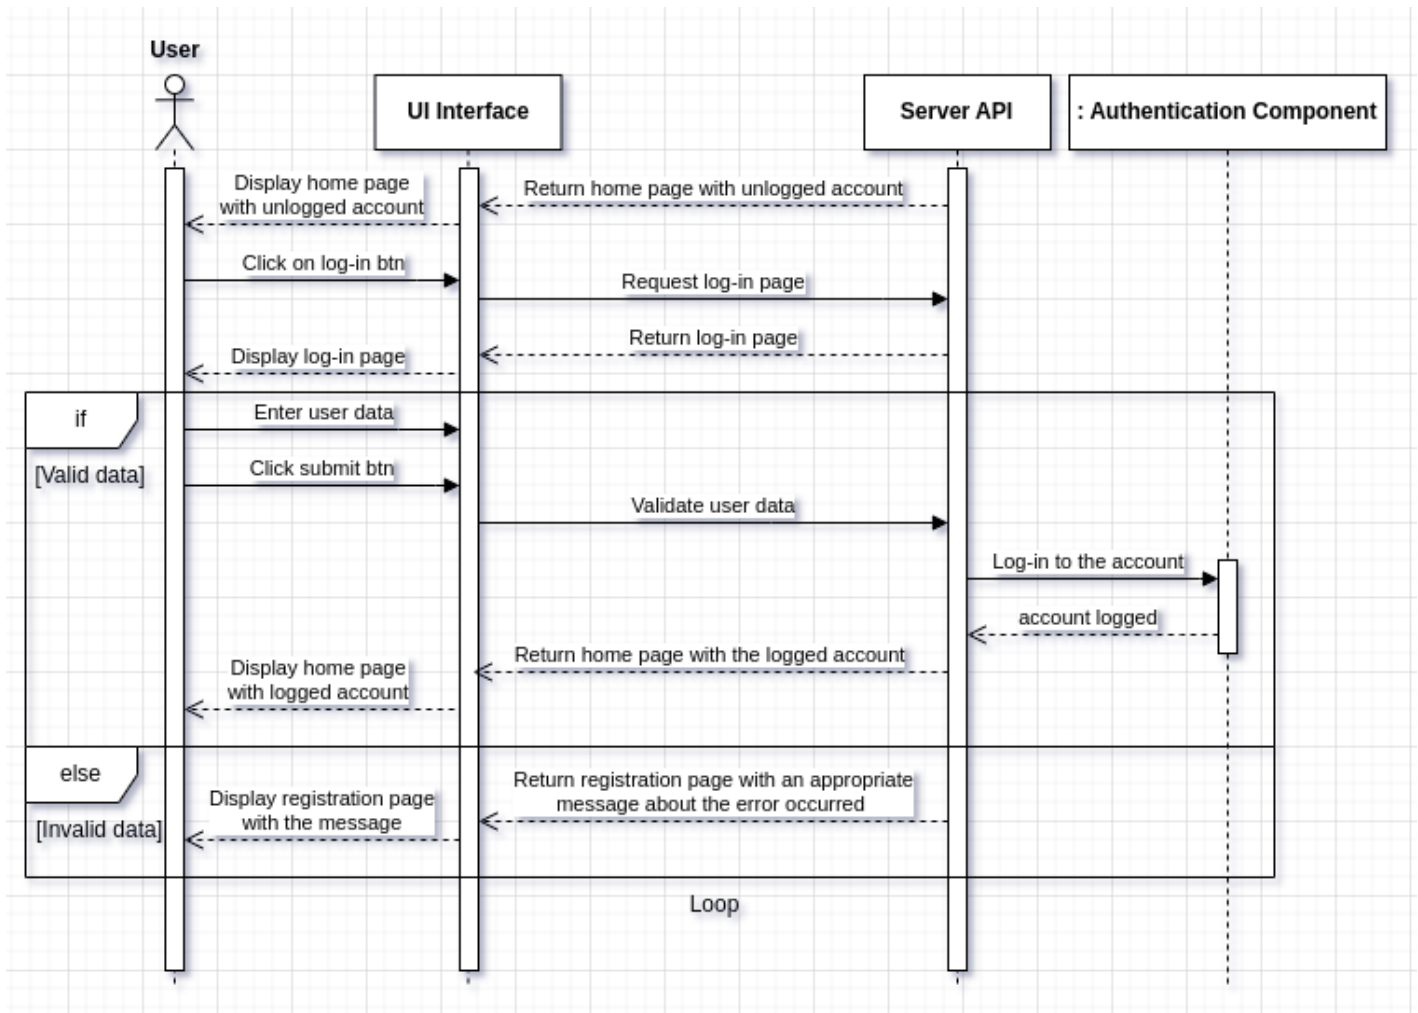 User
UI Interface
Server API
: Authentication Component
Display home page
with unlogged account
Return home page with unlogged account
Click on log-in btn
Request log-in page
Return log-in page
Display log-in page
if
Enter user data
[Valid data]
Click submit btn
Validate user data
Log-in to the account
account logged
Return home page with the logged account
Display home page
with logged account
else
Return registration page with an appropriate
message about the error occurred
Display registration page
with the message
[Invalid data]
Loop